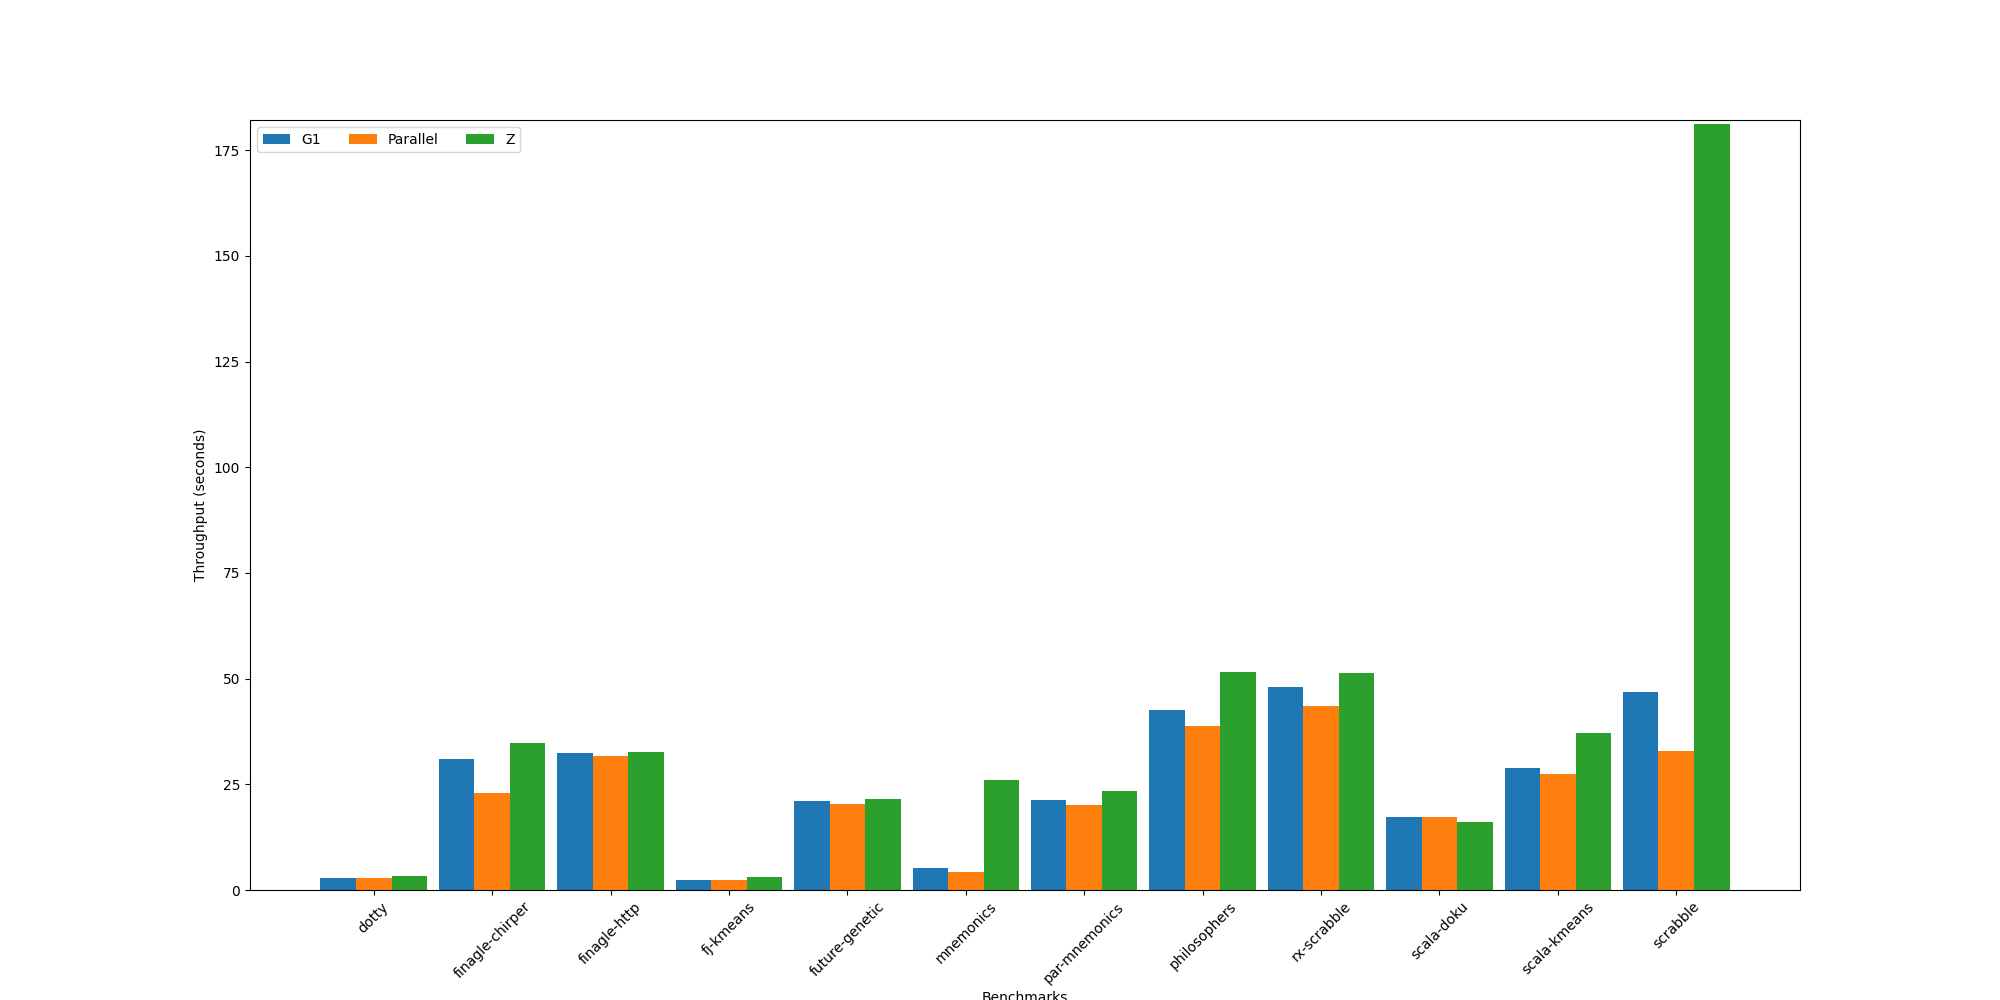 G1 Parallel Z
175
150
125
100
75
50
25
0
Throughput (seconds)
dotty
finagle-chirper
finagle-http
fj-kmeans
future-genetic
mnemonics
par-mnemonics
philosophers
rx-scrabble
scala-doku
scala-kmeans
scrabble
Benchmarks